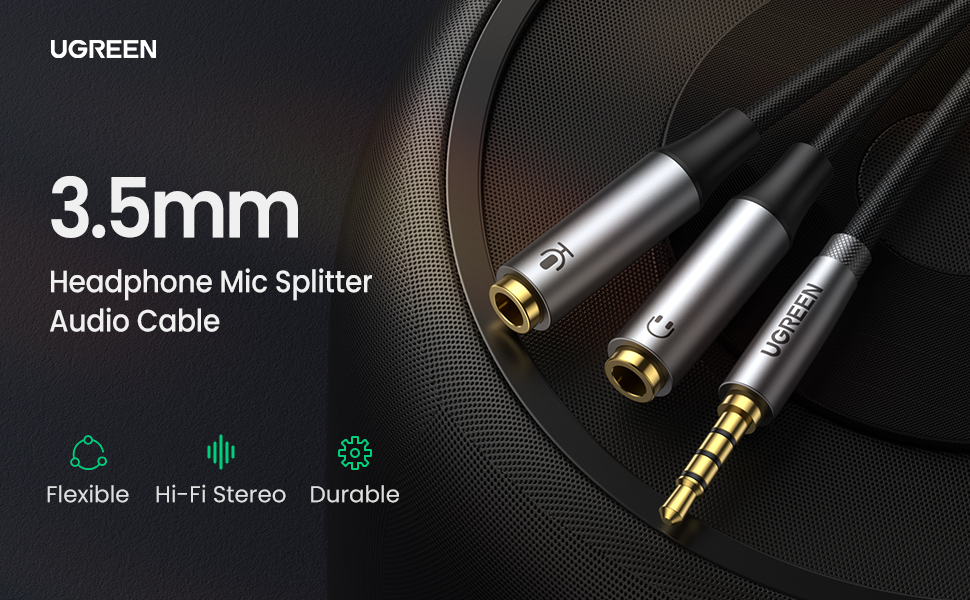 UGREEN
3.5mm
Headphone Mic Splitter
Audio Cable
Flexible
Hi-Fi Stereo
Durable
UGREEN